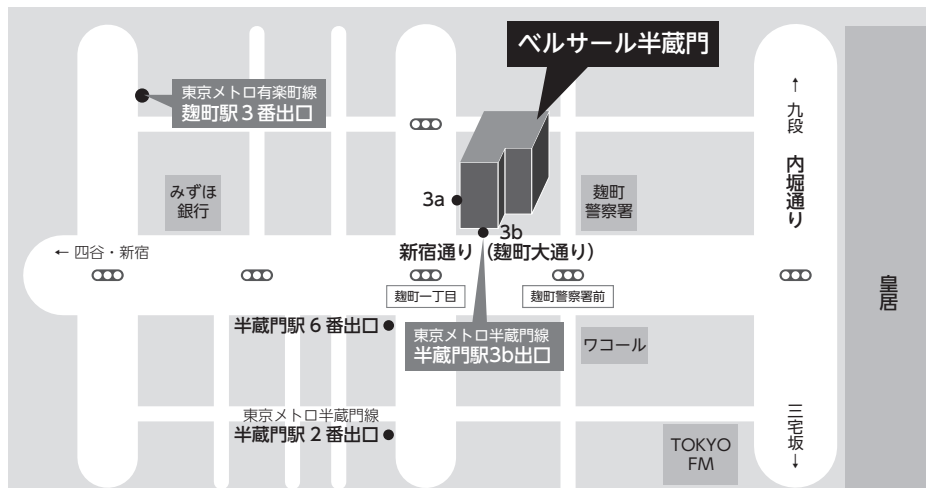 ベルサール半蔵門
東京メトロ有楽町線
麹町駅3番出口
↑
九段
内堀通り
みずほ
銀行
3a
麹町
警察署
3b
← 四谷・新宿
新宿通り（麹町大通り）
皇居
麹町一丁目
麹町警察署前
半蔵門駅6番出口
東京メトロ半蔵門線
半蔵門駅3b出口
ワコール
東京メトロ半蔵門線
半蔵門駅2番出口
三宅坂
↓
TOKYO
FM